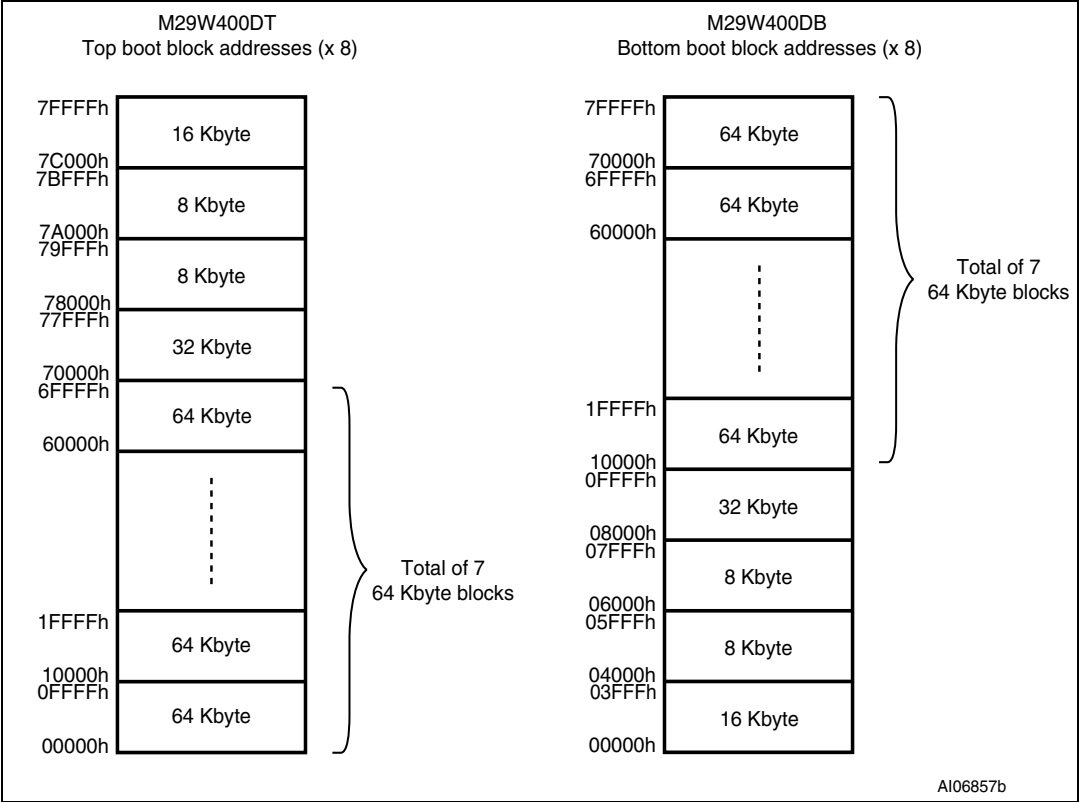 M29W400DT
Top boot block addresses (x 8)
7FFFFh
16 Kbyte
7C000h
7BFFFh
8 Kbyte
7A000h
79FFFh
8 Kbyte
78000h
77FFFh
32 Kbyte
70000h
6FFFFh
64 Kbyte
60000h
Total of 7
64 Kbyte blocks
1FFFFh
64 Kbyte
10000h
0FFFFh
64 Kbyte
00000h
M29W400DB
Bottom boot block addresses (x 8)
7FFFFh
64 Kbyte
70000h
6FFFFh
64 Kbyte
60000h
Total of 7
64 Kbyte blocks
1FFFFh
64 Kbyte
10000h
0FFFFh
32 Kbyte
08000h
07FFFh
8 Kbyte
06000h
05FFFh
8 Kbyte
04000h
03FFFh
16 Kbyte
00000h
AI06857b